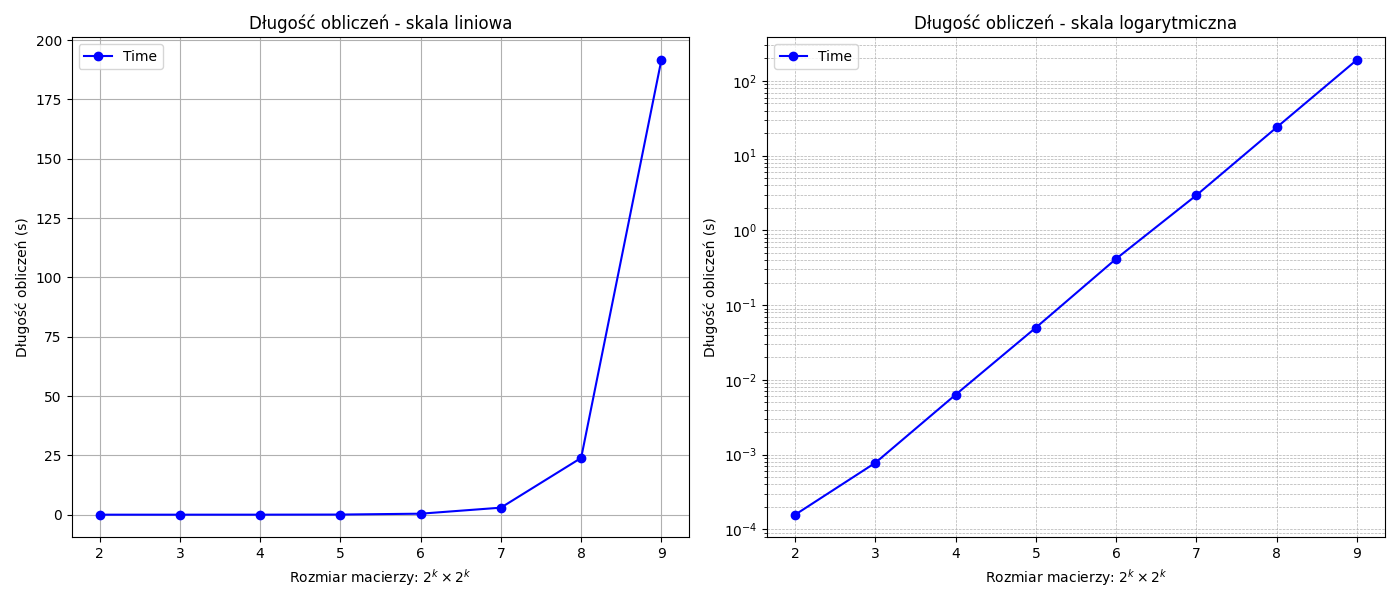 Długość obliczeń - skala liniowa
Time
Długość obliczeń (s)
200
175
150
125
100
75
50
25
0
2 3 4 5 6 7 8 9
Rozmiar macierzy: 2^k × 2^k
Długość obliczeń - skala logarytmiczna
Time
Długość obliczeń (s)
10^2
10^1
10^0
10^−1
10^−2
10^−3
10^−4
2 3 4 5 6 7 8 9
Rozmiar macierzy: 2^k × 2^k